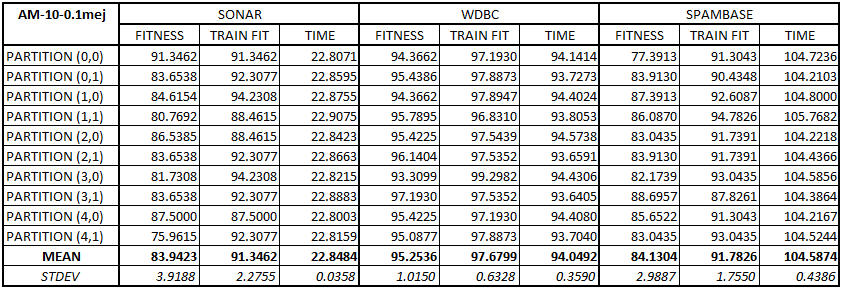 AM-10-0.1mej SONAR WDBC SPAMBASE
FITNESS TRAIN FIT TIME FITNESS TRAIN FIT TIME FITNESS TRAIN FIT TIME
PARTITION (0,0) 91.3462 91.3462 22.8071 94.3662 97.1930 94.1414 77.3913 91.3043 104.7236
PARTITION (0,1) 83.6538 92.3077 22.8595 95.4386 97.8873 93.7273 83.9130 90.4348 104.2103
PARTITION (1,0) 84.6154 94.2308 22.8755 94.3662 97.8947 94.4024 87.3913 92.6087 104.8000
PARTITION (1,1) 80.7692 88.4615 22.9075 95.7895 96.8310 93.8053 86.0870 94.7826 105.7682
PARTITION (2,0) 86.5385 88.4615 22.8423 95.4225 97.5439 94.5738 83.0435 91.7391 104.2218
PARTITION (2,1) 83.6538 92.3077 22.8663 96.1404 97.5352 93.6591 83.9130 91.7391 104.4366
PARTITION (3,0) 81.7308 94.2308 22.8215 93.3099 99.2982 94.4306 82.1739 93.0435 104.5856
PARTITION (3,1) 83.6538 92.3077 22.8883 97.1930 97.5352 93.6405 88.6957 87.8261 104.3864
PARTITION (4,0) 87.5000 87.5000 22.8003 95.4225 97.1930 94.4080 85.6522 91.3043 104.2167
PARTITION (4,1) 75.9615 92.3077 22.8159 95.0877 97.8873 93.7040 83.0435 93.0435 104.5244
MEAN 83.9423 91.3462 22.8484 95.2536 97.6799 94.0492 84.1304 91.7826 104.5874
STDEV 3.9188 2.2755 0.0358 1.0150 0.6328 0.3590 2.9887 1.7550 0.4386